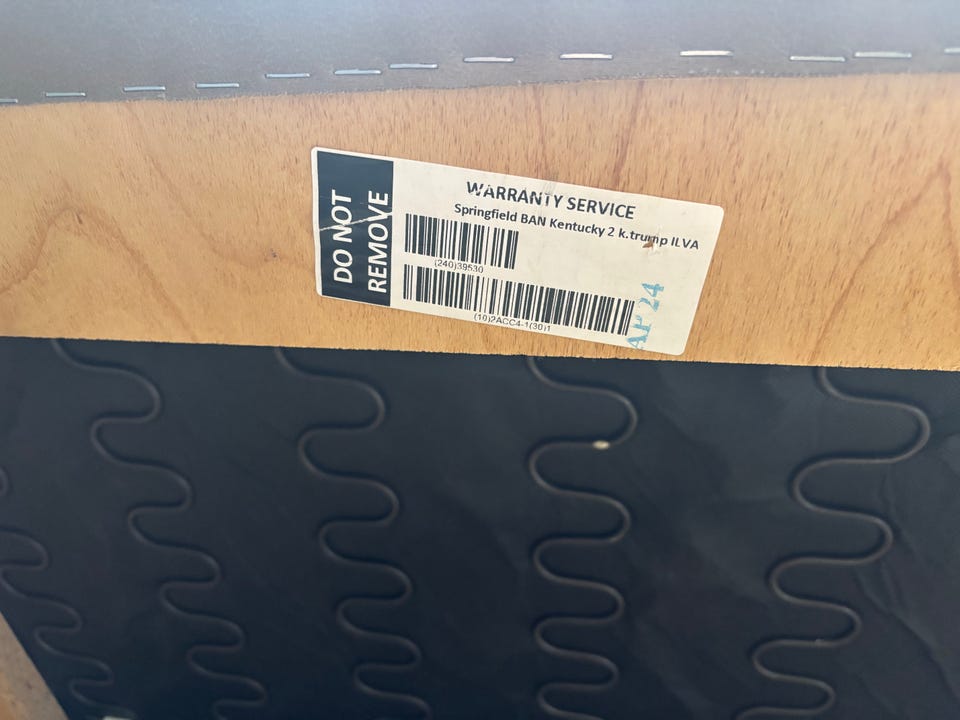 DO NOT
REMOVE
WARRANTY SERVICE
Springfield BAN Kentucky 2 k.trump ILVA
(240)39530
(10)2ACC4-1(30)1
AP 24